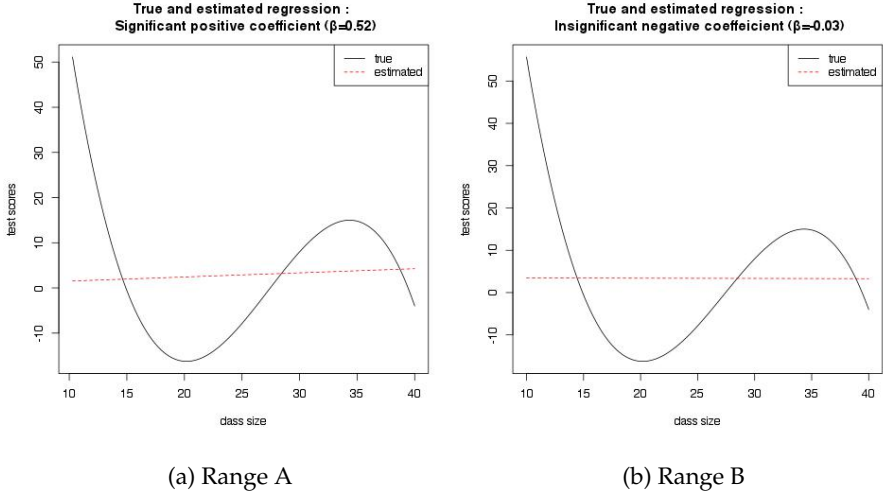 True and estimated regression :
Significant positive coefficient (β=0.52)
true
estimated
test scores
50
40
30
20
10
0
-10
10 15 20 25 30 35 40
class size
(a) Range A
True and estimated regression :
Insignificant negative coeffeicient (β=-0.03)
true
estimated
test scores
50
40
30
20
10
0
-10
10 15 20 25 30 35 40
class size
(b) Range B